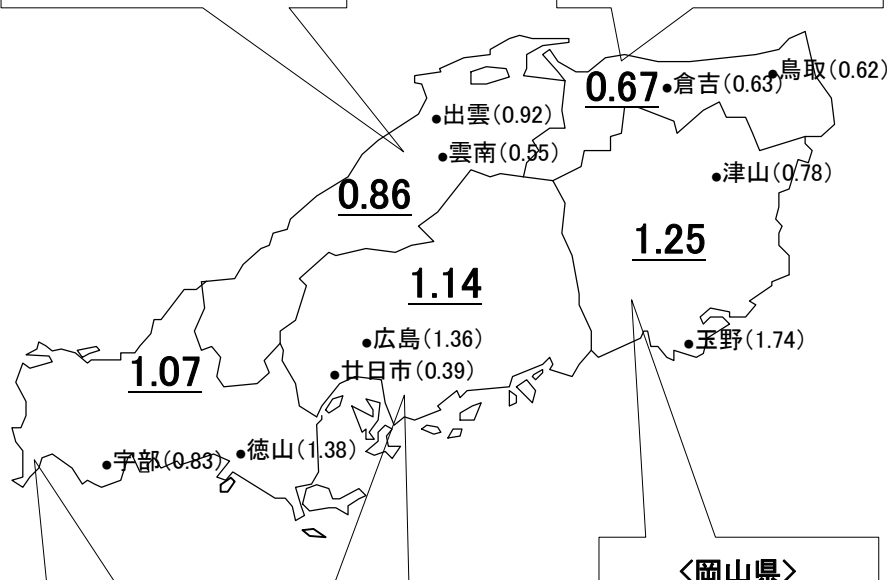 0.67
倉吉(0.63)
鳥取(0.62)
出雲(0.92)
雲南(0.55)
津山(0.78)
0.86
1.25
1.14
広島(1.36)
玉野(1.74)
廿日市(0.39)
1.07
徳山(1.38)
宇部(0.83)
<岡山県>